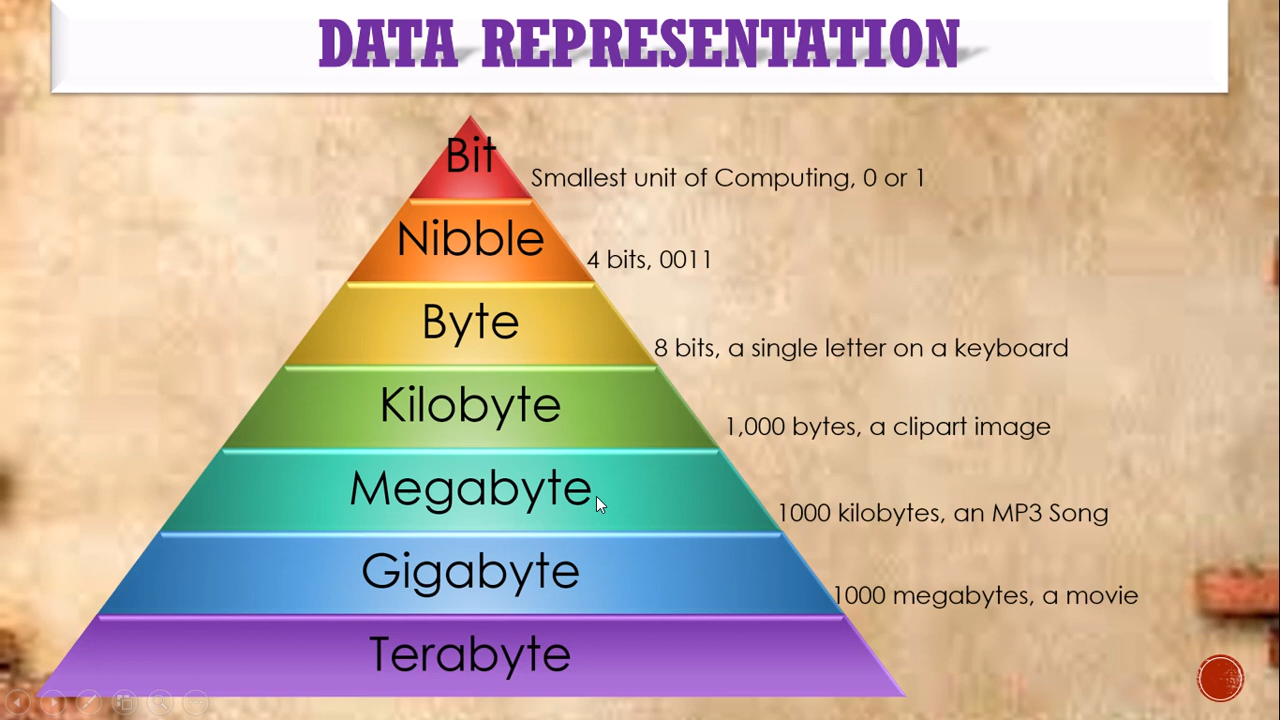 DATA REPRESENTATION
Bit
Smallest unit of Computing, 0 or 1
Nibble
4 bits, 0011
Byte
8 bits, a single letter on a keyboard
Kilobyte
1,000 bytes, a clipart image
Megabyte
1000 kilobytes, an MP3 Song
Gigabyte
1000 megabytes, a movie
Terabyte